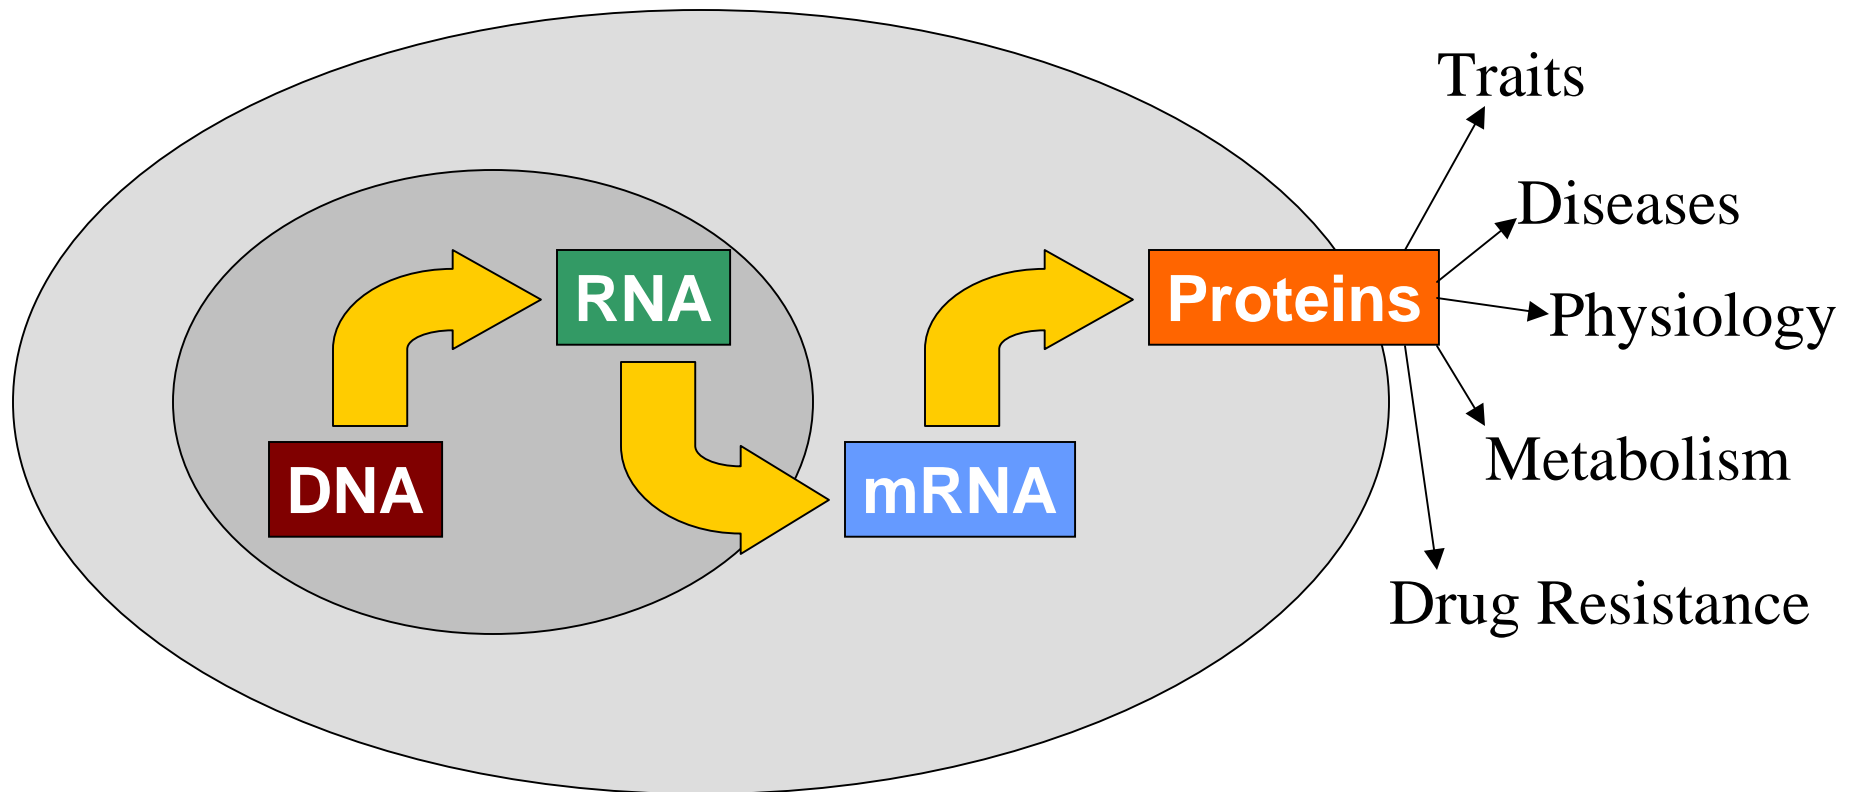 Traits
Diseases
RNA
Proteins
Physiology
Metabolism
DNA
mRNA
Drug Resistance